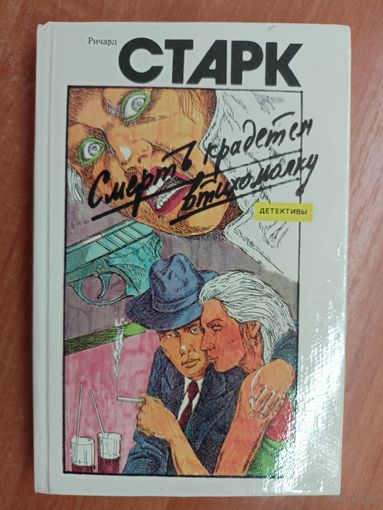 Ричард
СТАРК
Смерть крадется
втихомолку
ДЕТЕКТИВЫ